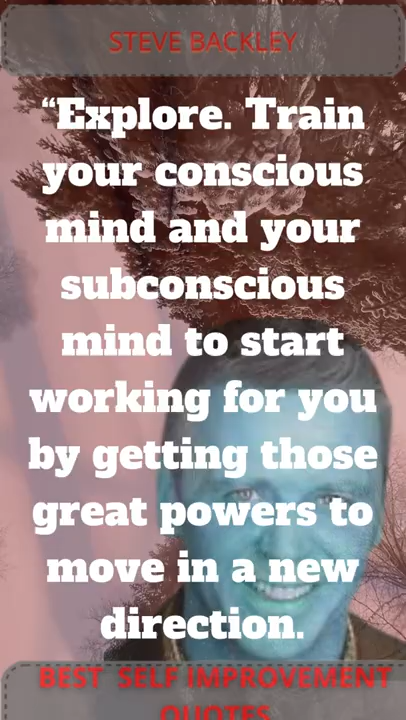 STEVE BACKLEY
“Explore. Train
your conscious
mind and your
subconscious
mind to start
working for you
by getting those
great powers to
move in a new
direction.
BEST SELF IMPROVEMENT
QUOTES